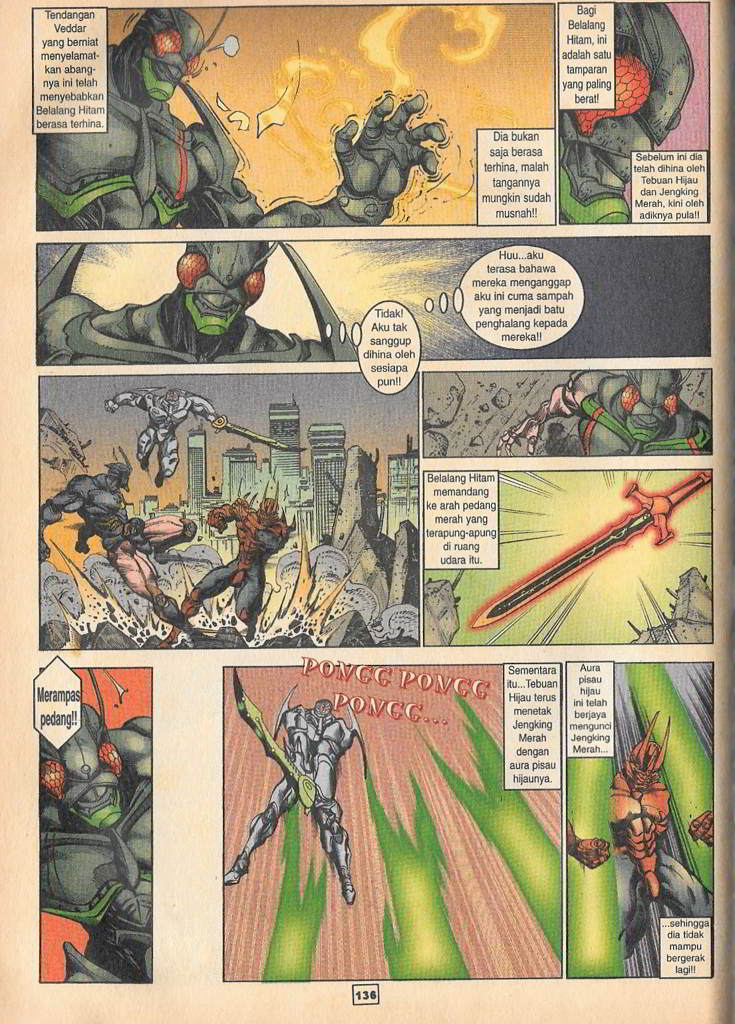 Tendangan
Veddar
yang berniat
menyelamat-
kan abang-
nya ini telah
menyebabkan
Belalang Hitam
berasa terhina.
Dia bukan
saja berasa
terhina, malah
tangannya
mungkin sudah
musnah!!
Bagi
Belalang
Hitam, ini
adalah satu
tamparan
yang paling
berat!
Sebelum ini dia
telah dihina oleh
Tebuan Hijau
dan Jengking
Merah, kini oleh
adiknya pula!!
Huu...aku
terasa bahawa
mereka menganggap
aku ini cuma sampah
yang menjadi batu
penghalang kepada
mereka!!
Tidak!
Aku tak
sanggup
dihina oleh
sesiapa
pun!!
Belalang Hitam
memandang
ke arah pedang
merah yang
terapung-apung
di ruang
udara itu.
Merampas
pedang!!
PONGG PONGG
PONGG...
Sementara
itu...Tebuan
Hijau terus
menetak
Jengking
Merah
dengan
aura pisau
hijaunya.
Aura
pisau
hijau
ini telah
berjaya
mengunci
Jengking
Merah...
...sehingga
dia tidak
mampu
bergerak
lagi!!
136